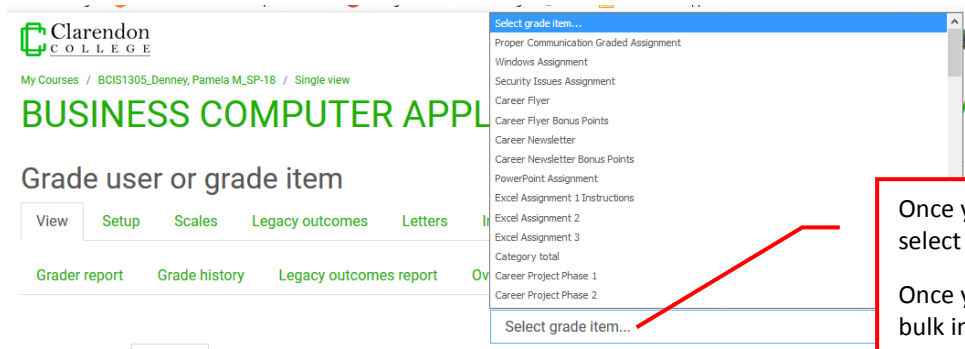 Clarendon
COLLEGE
My Courses / BCIS1305_Denney, Pamela M_SP-18 / Single view
BUSINESS COMPUTER APPL
Grade user or grade item
View Setup Scales Legacy outcomes Letters
Grader report Grade history Legacy outcomes report Ov
Select grade item...
Proper Communication Graded Assignment
Windows Assignment
Security Issues Assignment
Career Flyer
Career Flyer Bonus Points
Career Newsletter
Career Newsletter Bonus Points
PowerPoint Assignment
Excel Assignment 1 Instructions
Excel Assignment 2
Excel Assignment 3
Category total
Career Project Phase 1
Career Project Phase 2
Select grade item...
Once y
select
Once y
bulk i